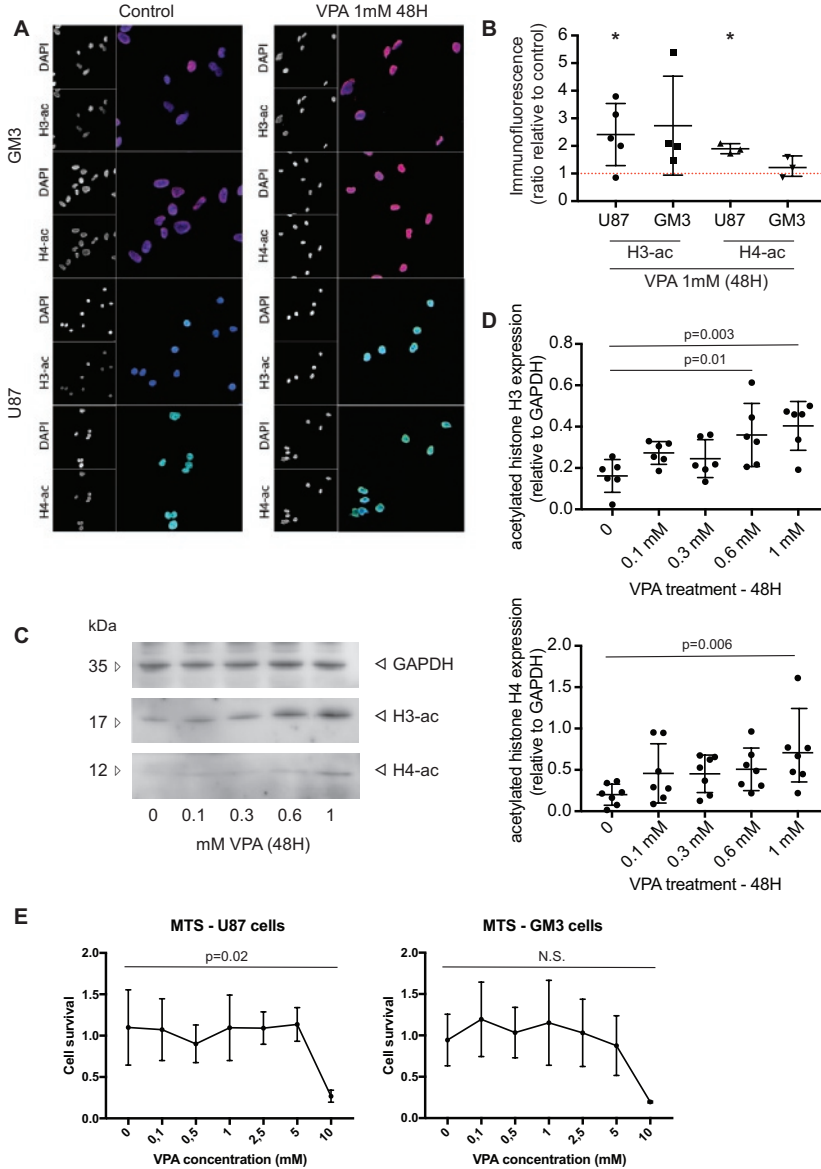 A
Control
VPA 1mM 48H
GM3
DAPI
H3-ac
DAPI
H4-ac
U87
DAPI
H3-ac
DAPI
H4-ac
DAPI
H3-ac
DAPI
H4-ac
DAPI
H3-ac
DAPI
H4-ac
B
Immunofluorescence
(ratio relative to control)
6
5
4
3
2
1
0
*
*
U87 GM3 U87 GM3
H3-ac H4-ac
VPA 1mM (48H)
C
kDa
35 GAPDH
17 H3-ac
12 H4-ac
0 0.1 0.3 0.6 1
mM VPA (48H)
D
acetylated histone H3 expression
(relative to GAPDH)
0.8
0.6
0.4
0.2
0.0
p=0.003
p=0.01
0 0.1 mM 0.3 mM 0.6 mM 1 mM
VPA treatment - 48H
acetylated histone H4 expression
(relative to GAPDH)
2.0
1.5
1.0
0.5
0.0
p=0.006
0 0.1 mM 0.3 mM 0.6 mM 1 mM
VPA treatment - 48H
E
MTS - U87 cells
Cell survival
2.0
1.5
1.0
0.5
0.0
p=0.02
0 0,1 0,5 1 2,5 5 10
VPA concentration (mM)
MTS - GM3 cells
Cell survival
2.0
1.5
1.0
0.5
0.0
N.S.
0 0,1 0,5 1 2,5 5 10
VPA concentration (mM)